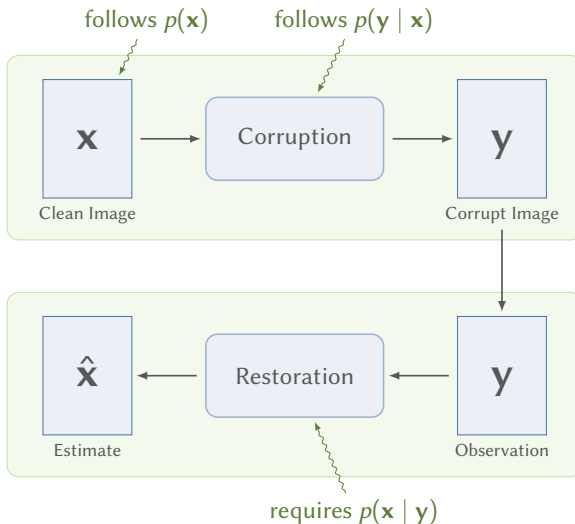 follows p(x) follows p(y | x)
x Corruption y
Clean Image Corrupt Image
x̂ Restoration y
Estimate Observation
requires p(x | y)